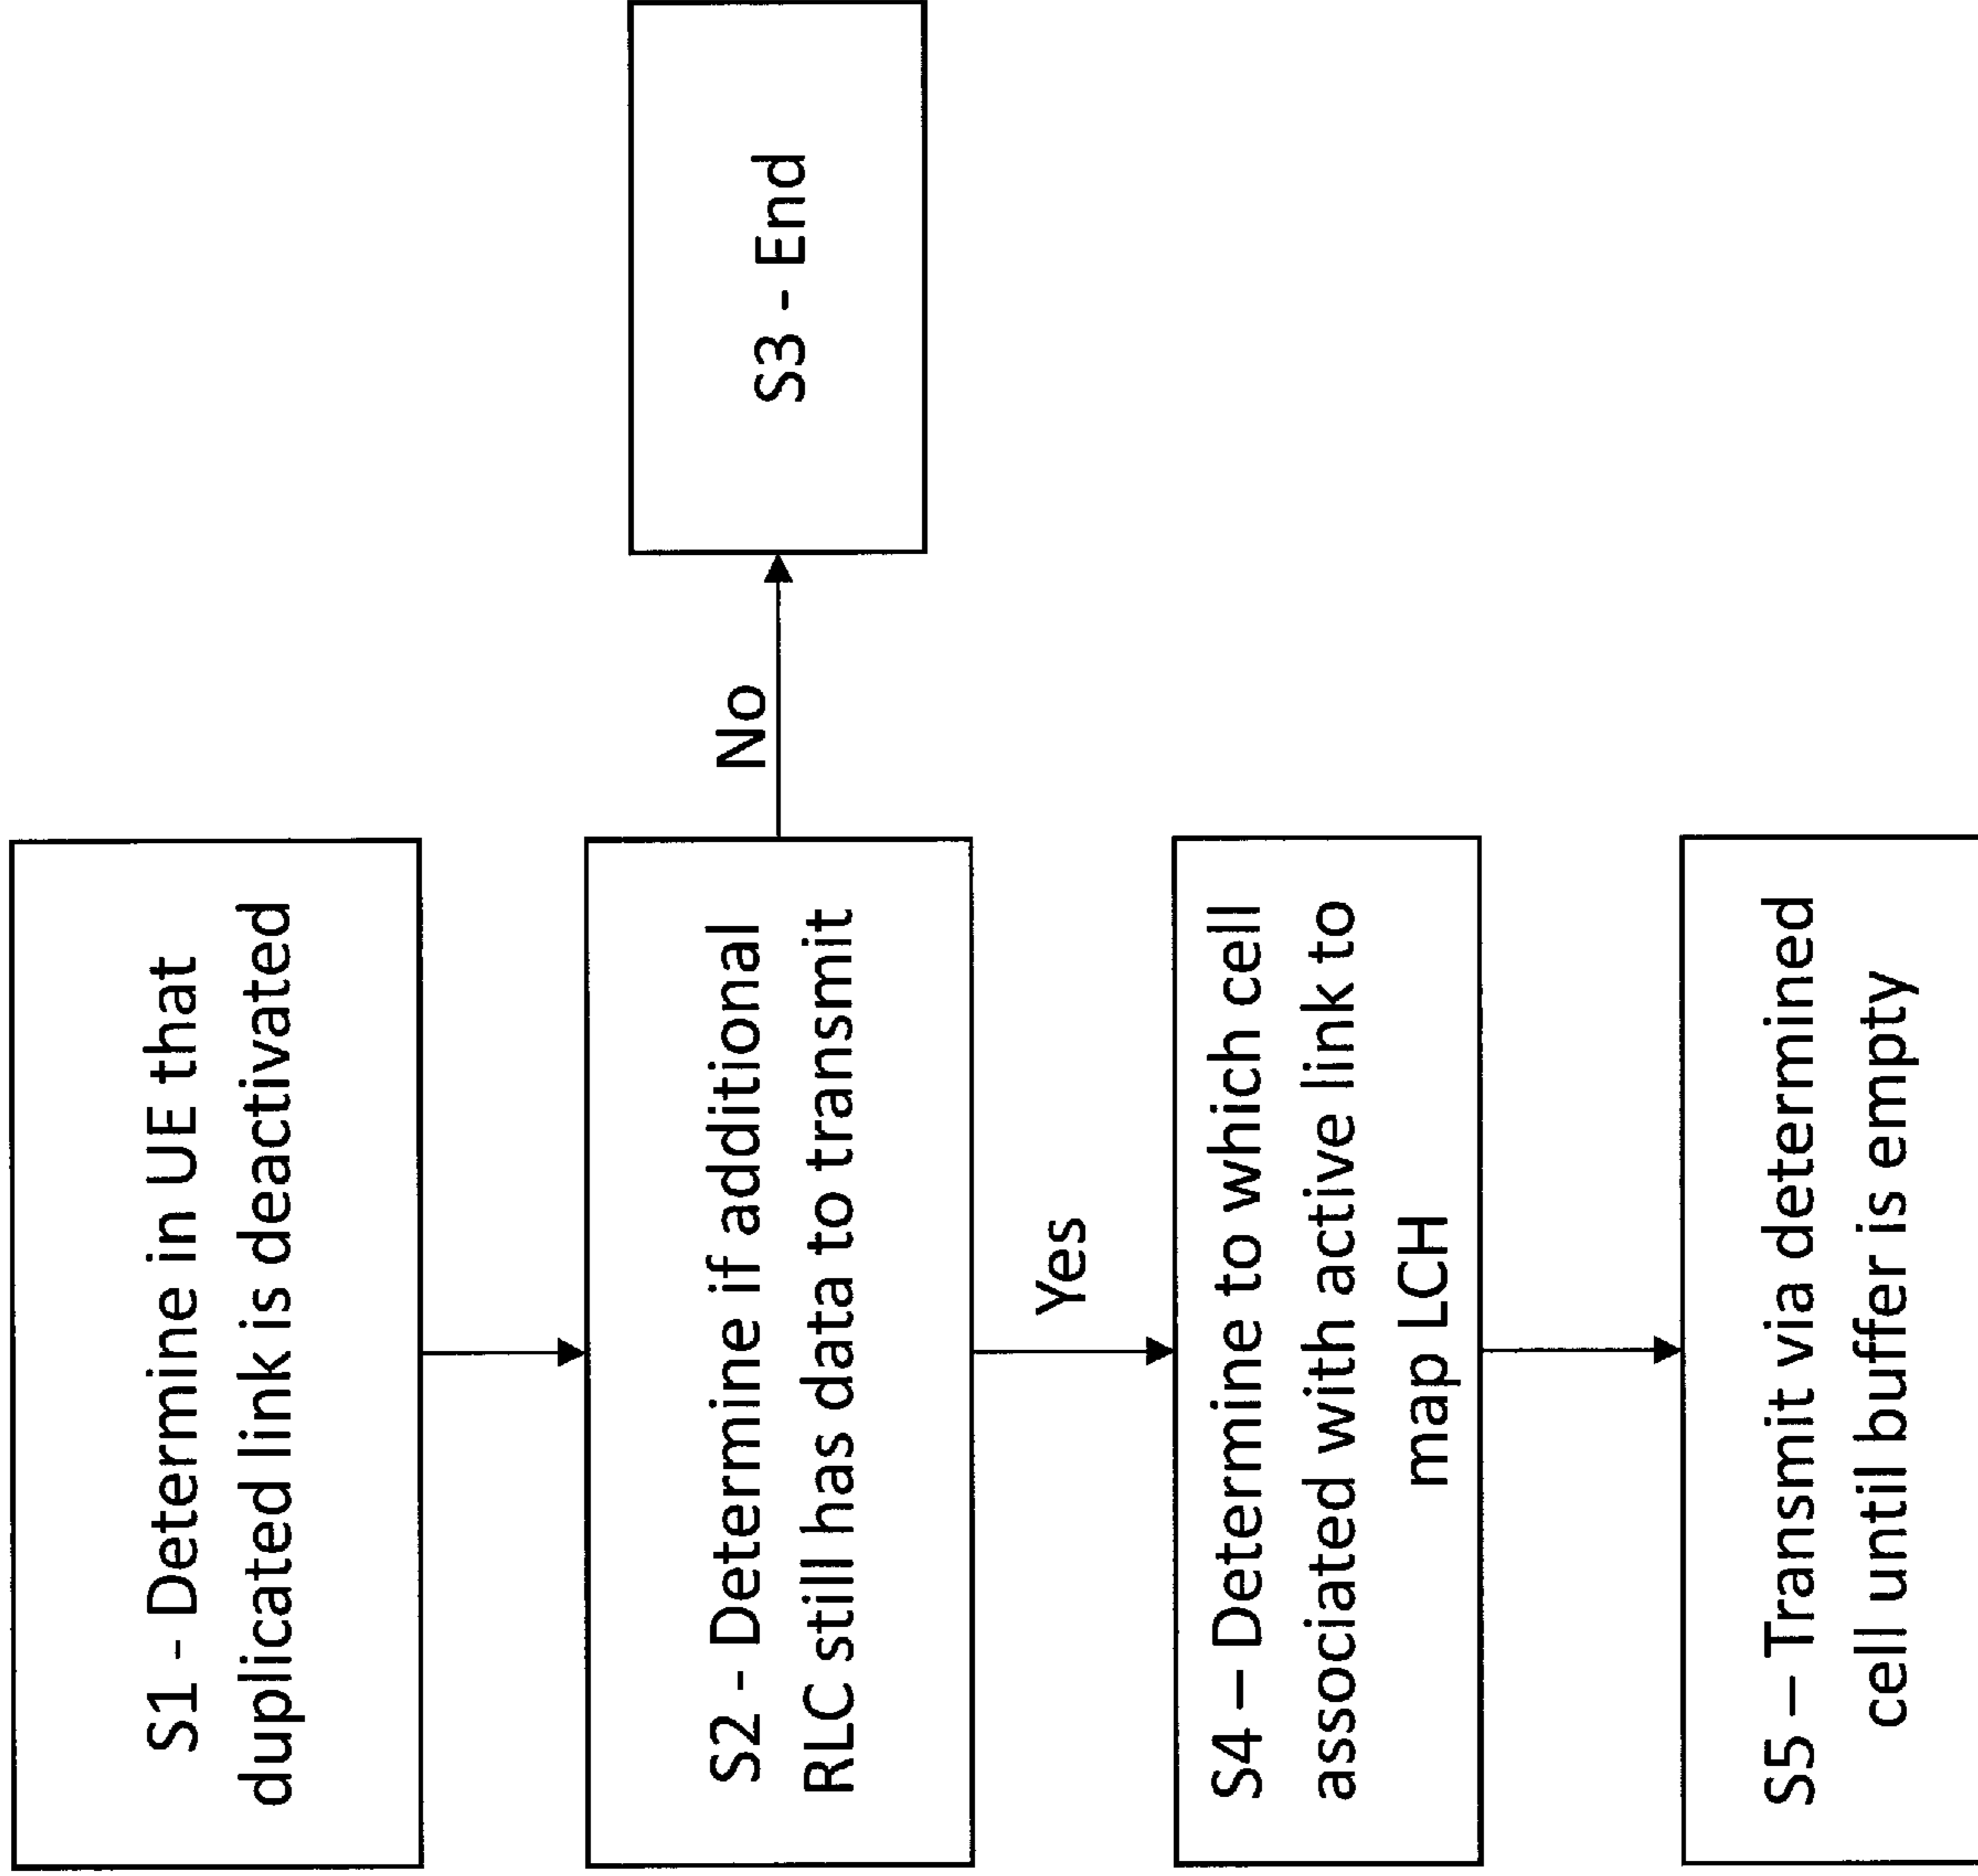 S1 - Determine in UE that
duplicated link is deactivated
S2 - Determine if additional
RLC still has data to transmit
No
S3 - End
Yes
S4 – Determine to which cell
associated with active link to
map LCH
S5 – Transmit via determined
cell until buffer is empty